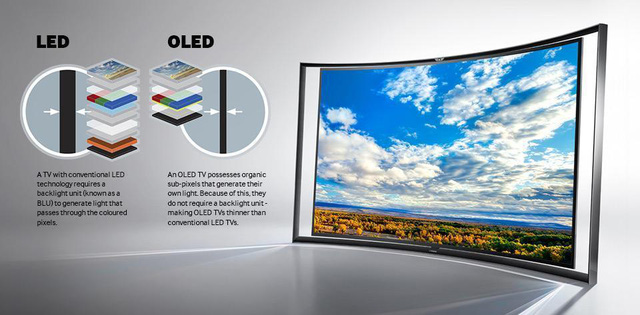 LED
A TV with conventional LED
technology requires a
backlight unit (known as a
BLU) to generate light that
passes through the coloured
pixels.
OLED
An OLED TV possesses organic
sub-pixels that generate their
own light. Because of this, they
do not require a backlight unit -
making OLED TVs thinner than
conventional LED TVs.